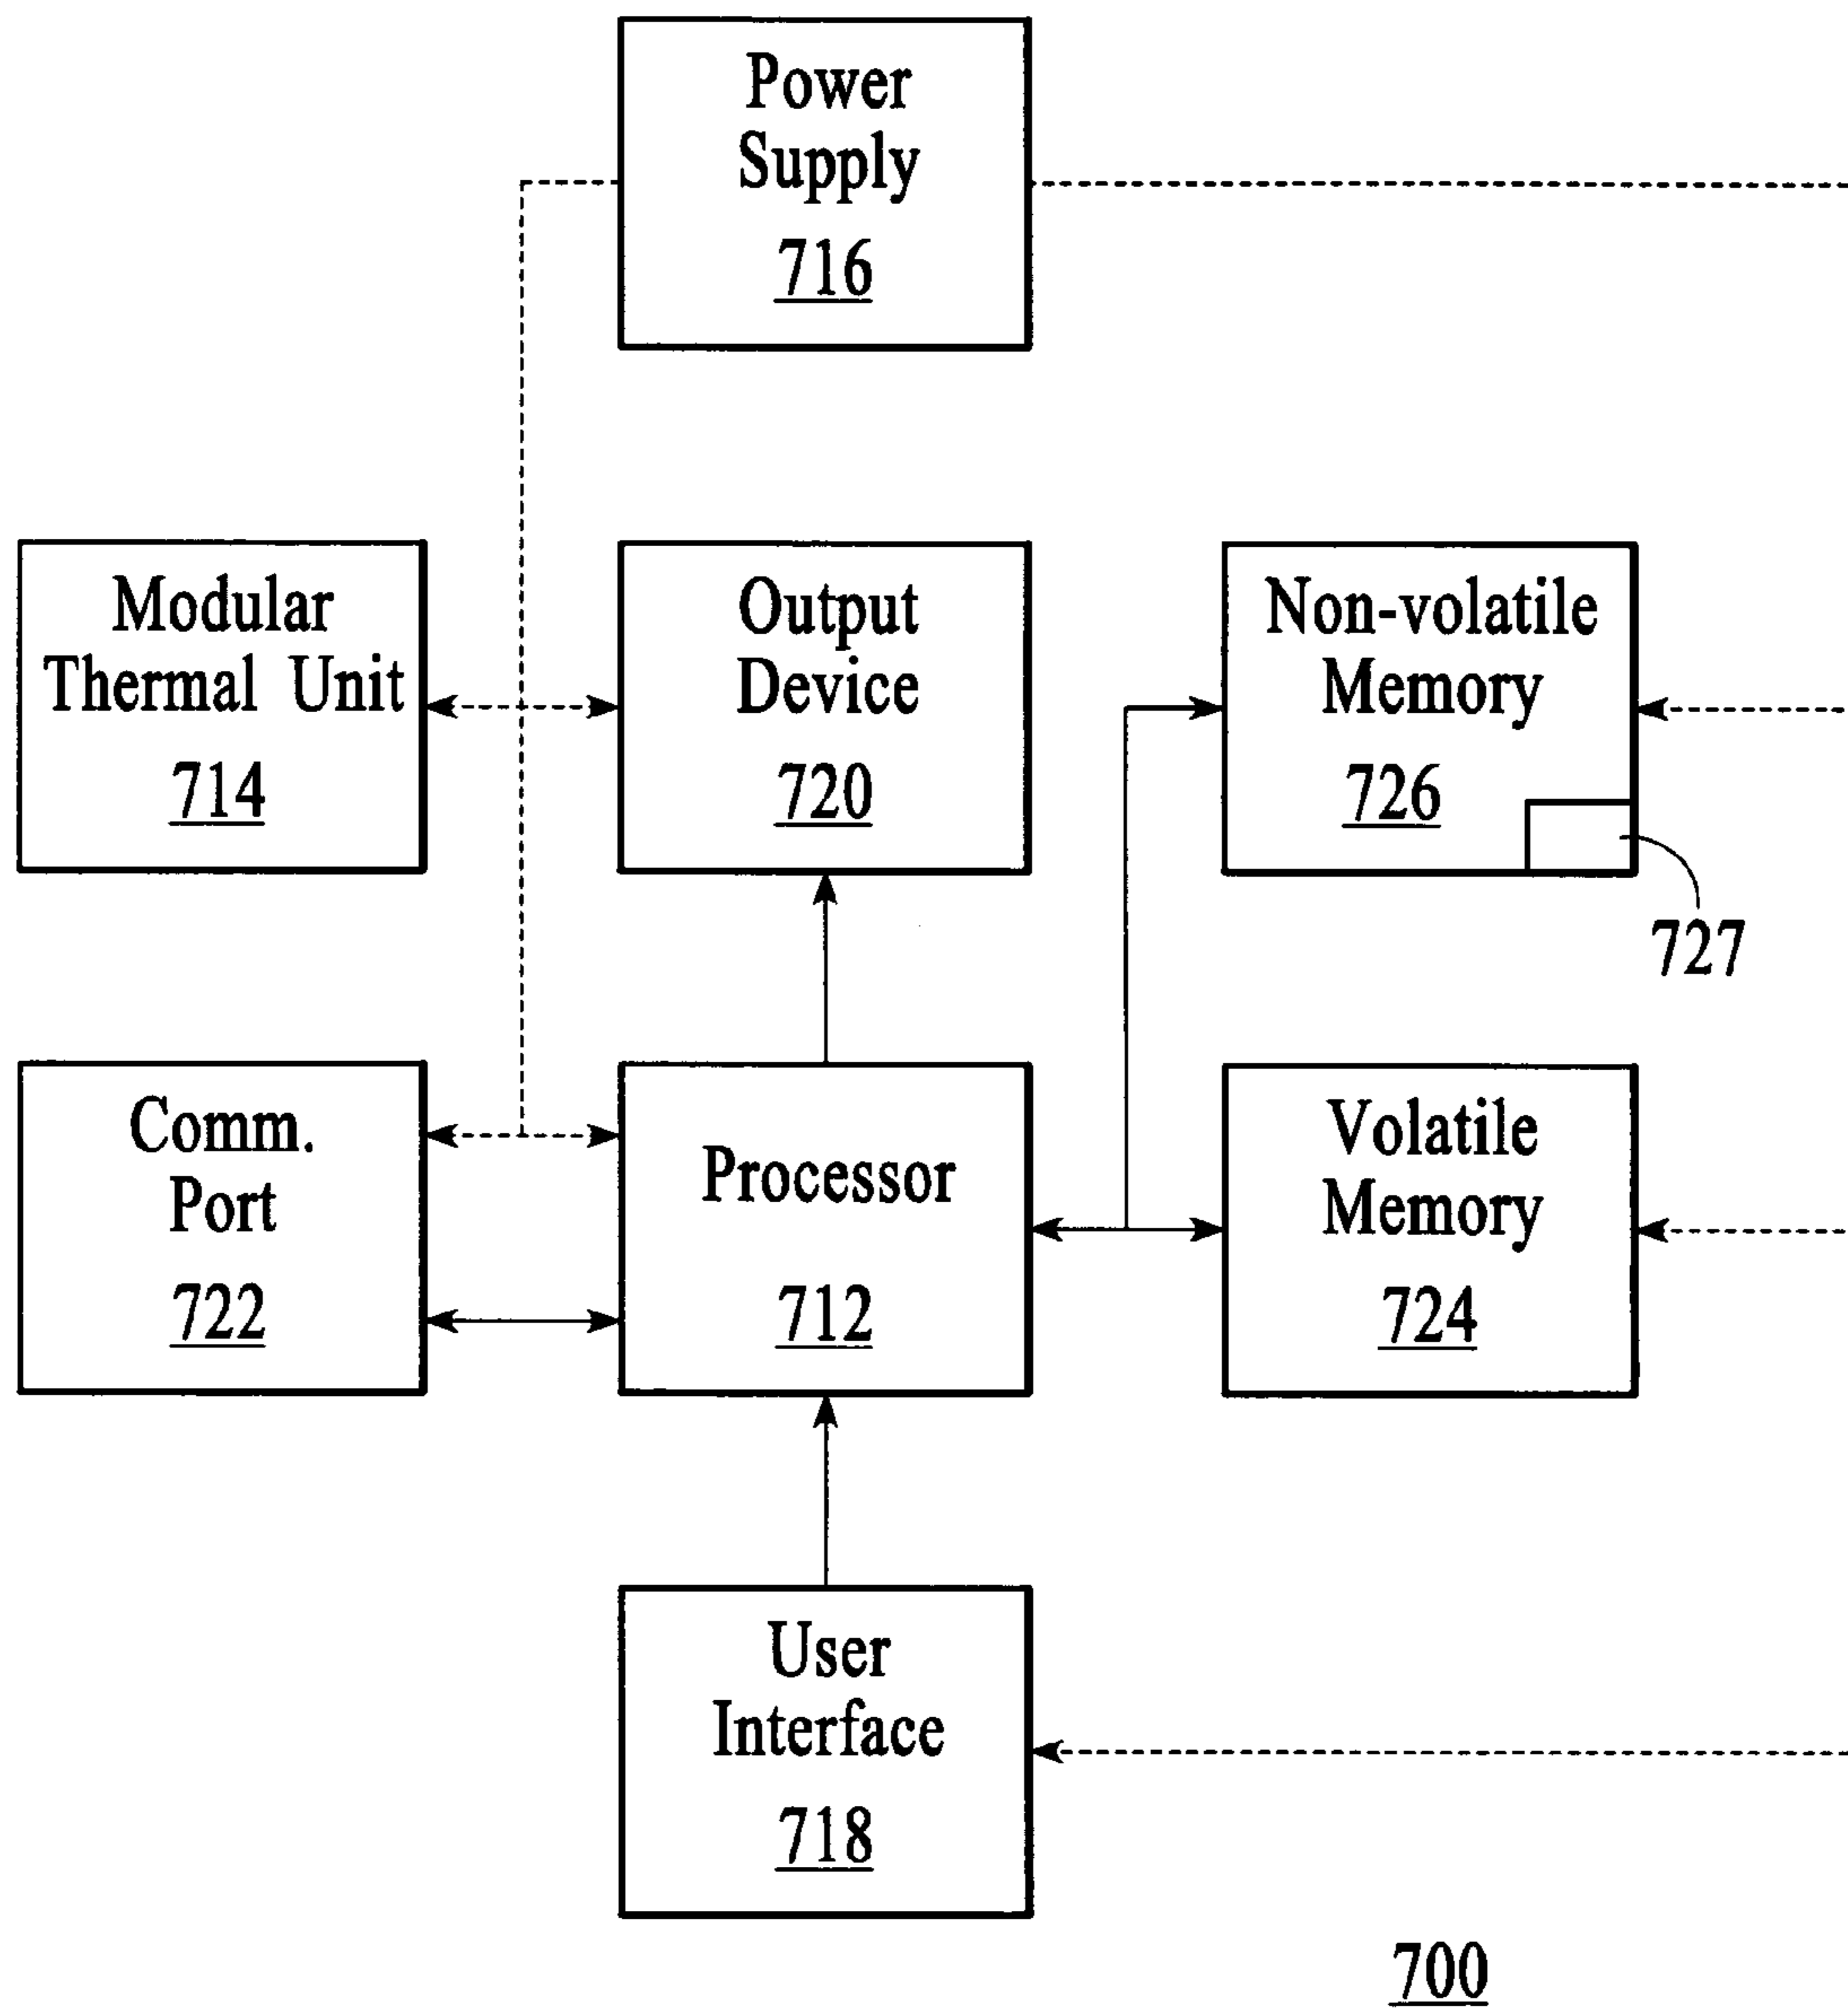 Power
Supply
716
Modular
Thermal Unit
714
Output
Device
720
Non-volatile
Memory
726
727
Comm.
Port
722
Processor
712
Volatile
Memory
724
User
Interface
718
700